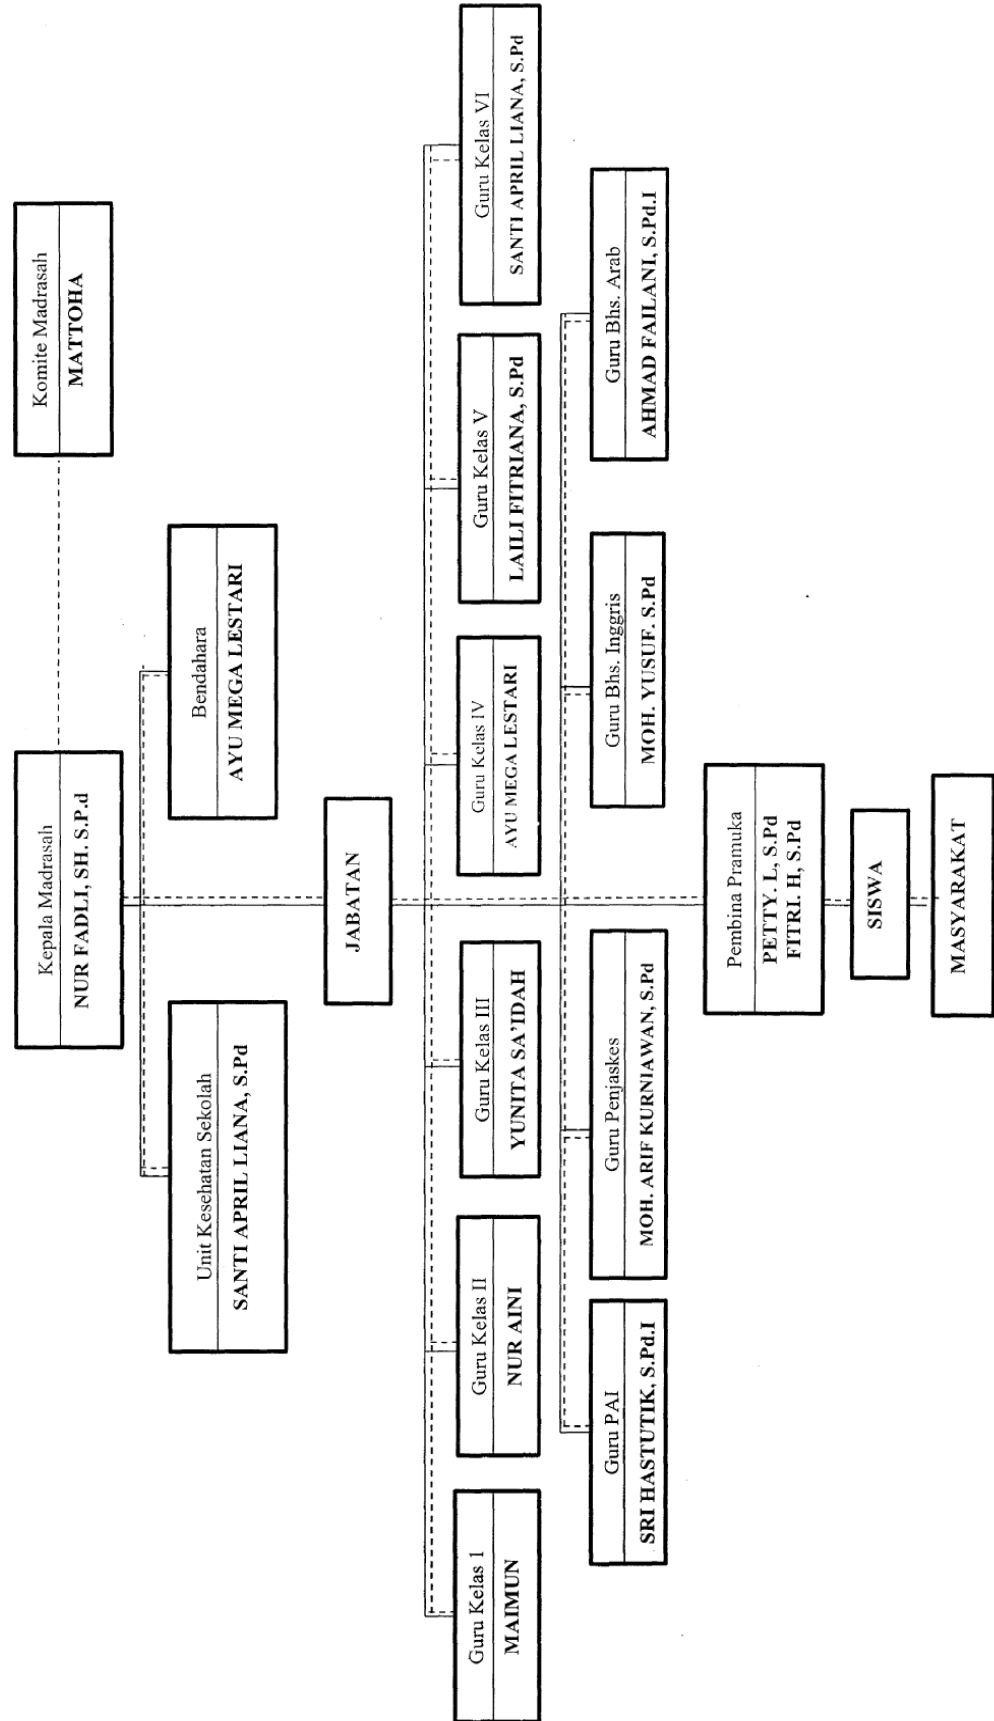 Kepala Madrasah
NUR FADLI, SH. S.P.d
Komite Madrasah
MATTOHA
Unit Kesehatan Sekolah
SANTI APRIL LIANA, S.Pd
Bendahara
AYU MEGA LESTARI
JABATAN
Guru Kelas 1
MAIMUN
Guru Kelas II
NUR AINI
Guru Kelas III
YUNITA SA'IDAH
Guru Kelas IV
AYU MEGA LESTARI
Guru Kelas V
LAILI FITRIANA, S.Pd
Guru Kelas VI
SANTI APRIL LIANA, S.Pd
Guru PAI
SRI HASTUTIK, S.Pd.I
Guru Penjaskes
MOH. ARIF KURNIAWAN, S.Pd
Guru Bhs. Inggris
MOH. YUSUF. S.Pd
Guru Bhs. Arab
AHMAD FAILANI, S.Pd.I
Pembina Pramuka
PETTY. L, S.Pd
FITRI. H, S.Pd
SISWA
MASYARAKAT